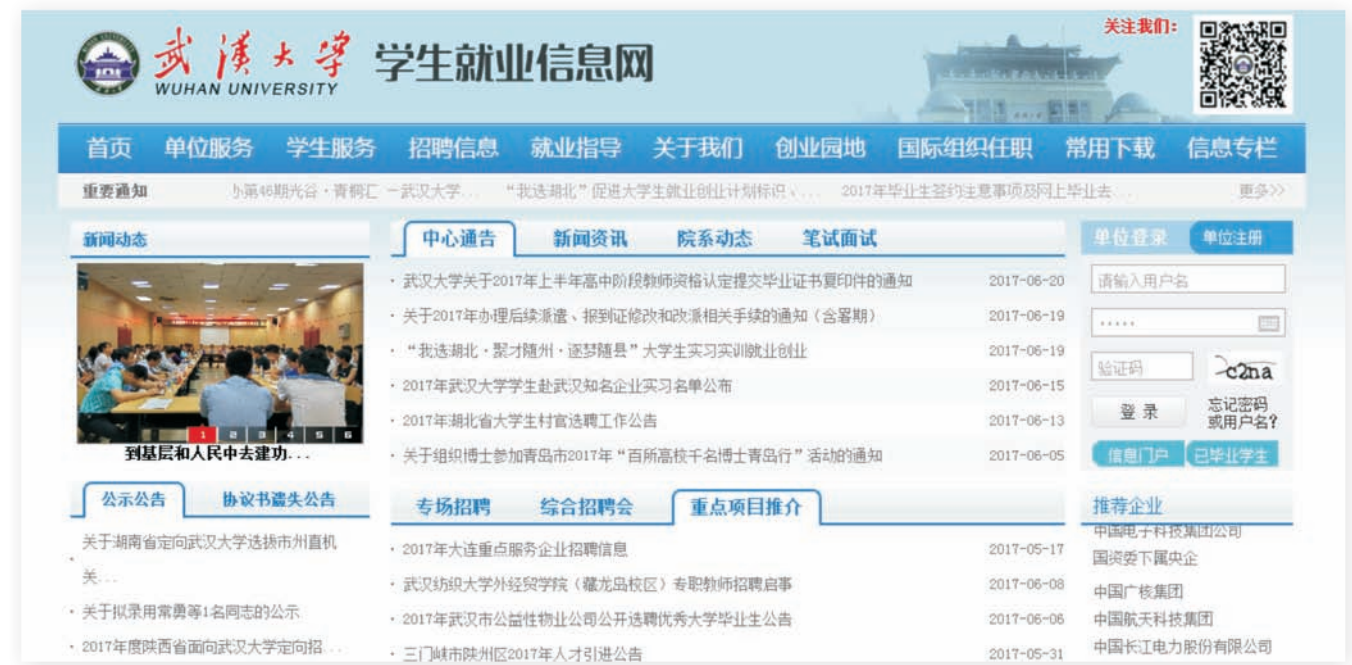 武漢大学
WUHAN UNIVERSITY
学生就业信息网
关注我们:
首页 单位服务 学生服务 招聘信息 就业指导 关于我们 创业园地 国际组织任职 常用下载 信息专栏
重要通知 办第46期光谷·青桐汇 —武汉大学... “我选湖北”促进大学生就业创业计划标识、... 2017年毕业生签约注意事项及网上毕业去... 更多>>
新闻动态
1 2 3 4 5 6
到基层和人民中去建功...
公示公告 协议书遗失公告
· 关于湖南省定向武汉大学选拔市州直机
关...
· 关于拟录用常勇等1名同志的公示
· 2017年度陕西省面向武汉大学定向招...
中心通告 新闻资讯 院系动态 笔试面试
· 武汉大学关于2017年上半年高中阶段教师资格认定提交毕业证书复印件的通知 2017-06-20
· 关于2017年办理后续派遣、报到证修改和改派相关手续的通知（含署期） 2017-06-19
· “我选湖北·聚才随州·逐梦随县”大学生实习实训就业创业 2017-06-19
· 2017年武汉大学学生赴武汉知名企业实习名单公布 2017-06-15
· 2017年湖北省大学生村官选聘工作公告 2017-06-13
· 关于组织博士参加青岛市2017年“百所高校千名博士青岛行”活动的通知 2017-06-05
专场招聘 综合招聘会 重点项目推介
· 2017年大连重点服务企业招聘信息 2017-05-17
· 武汉纺织大学外经贸学院（藏龙岛校区）专职教师招聘启事 2017-06-08
· 2017年武汉市公益性物业公司公开选聘优秀大学毕业生公告 2017-06-06
· 三门峡市陕州区2017年人才引进公告 2017-05-31
单位登录 单位注册
请输入用户名
·····
验证码 c2na
登录 忘记密码
或用户名?
信息门户 已毕业学生
推荐企业
中国电子科技集团公司
国资委下属央企
中国广核集团
中国航天科技集团
中国长江电力股份有限公司